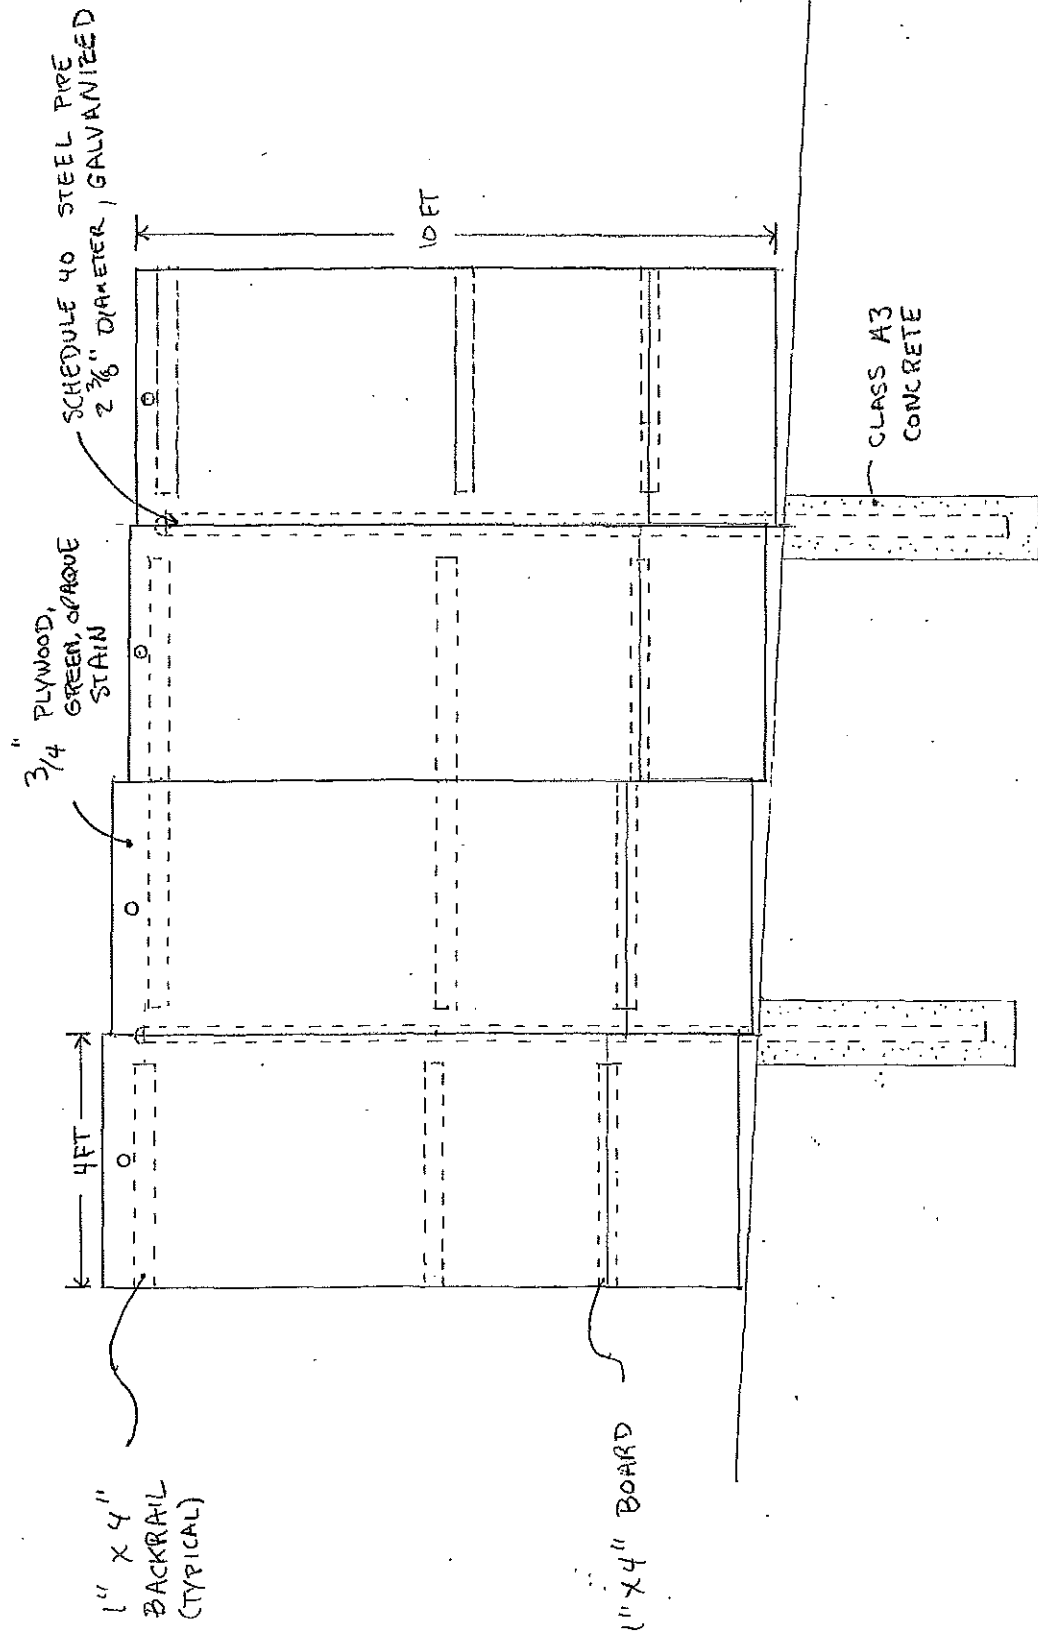 SCHEDULE 40 STEEL PIPE
2 3/8" DIAMETER, GALVANIZED
3/4" PLYWOOD,
GREEN, OPAQUE
STAIN
4FT
10 FT
1" X 4"
BACKRAIL
(TYPICAL)
1" X 4" BOARD
CLASS A3
CONCRETE